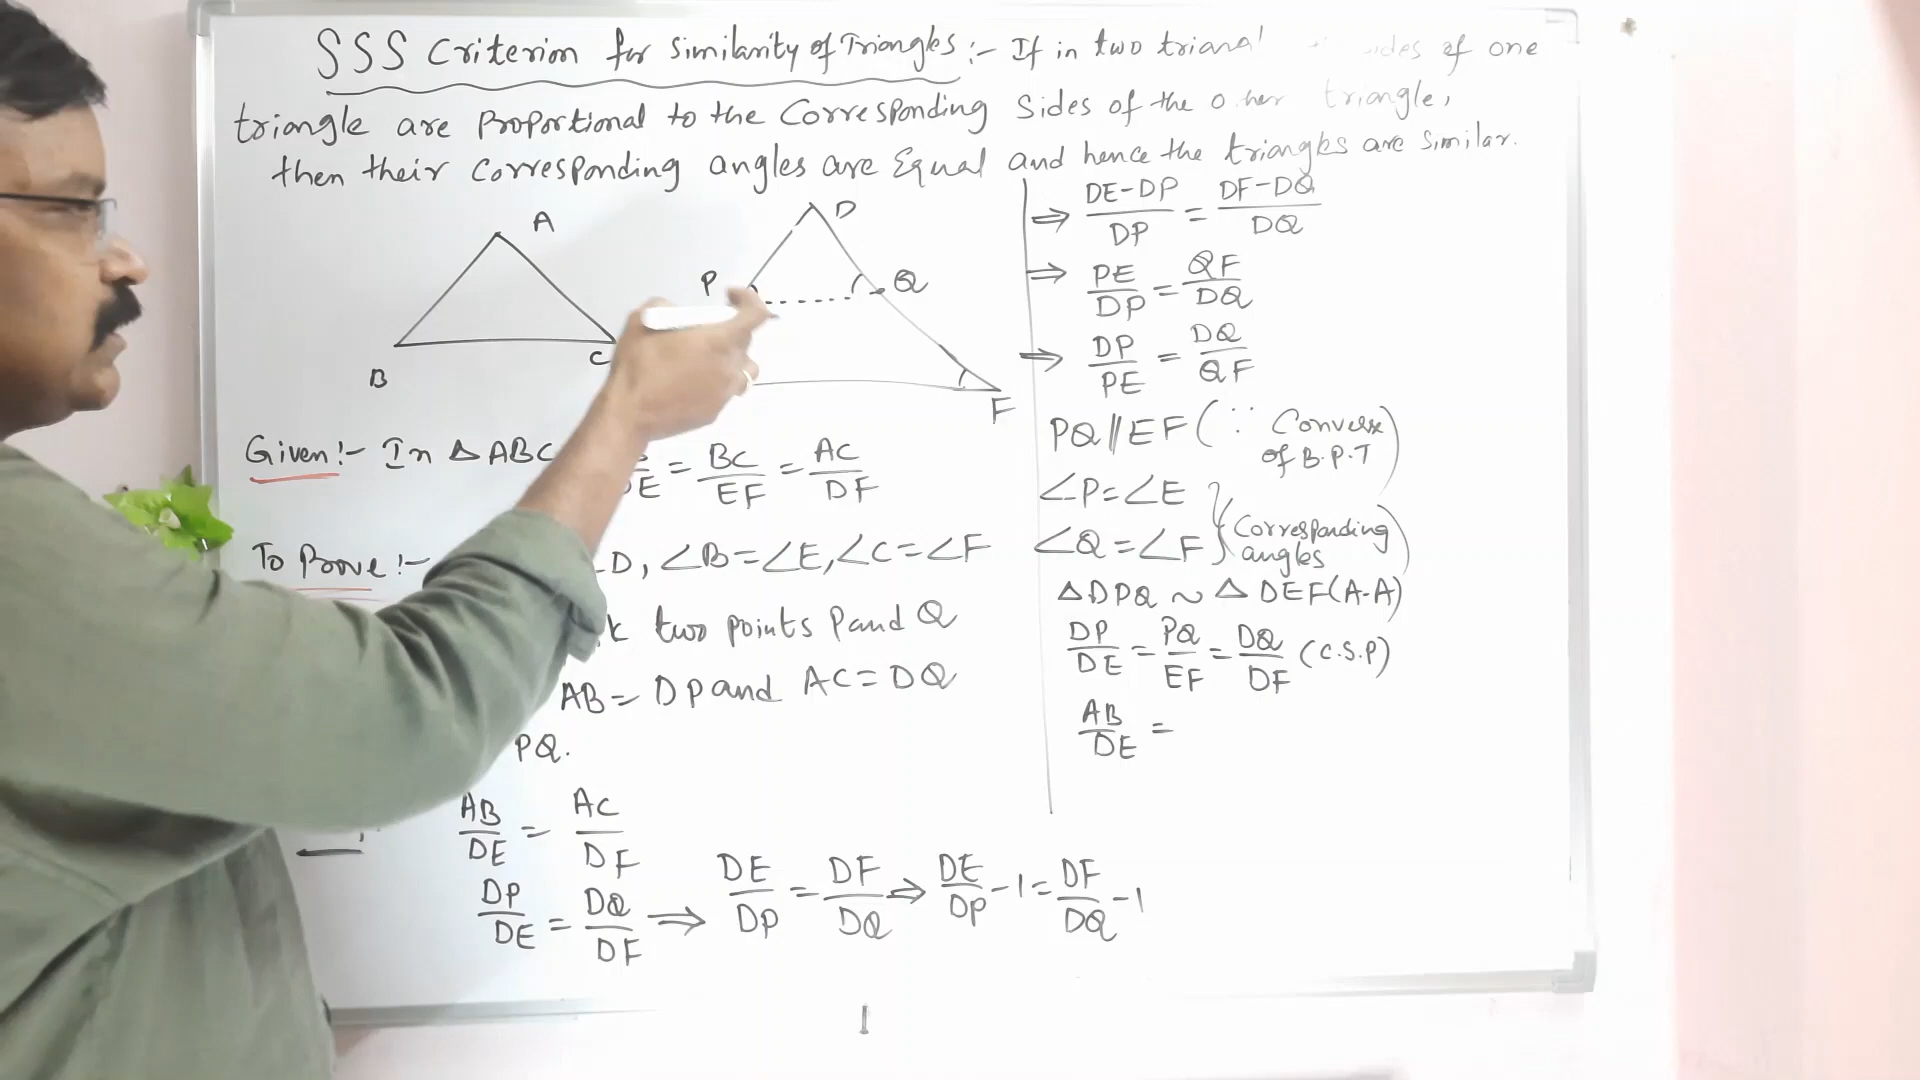 SSS Criterion for Similarity of Triangles :- If in two of one
triangle are Proportional to the Corresponding Sides of the triangle,
then their Corresponding angles are Equal and hence the triangles are Similar.
A
B
C
D
P
Q
F
Given :- In △ABC
= BC/EF = AC/DF
To Prove :-
D, ∠B=∠E, ∠C=∠F
two points P and Q
AB = DP and AC = DQ
PQ.
AB/DE = AC/DF
DP/DE = DQ/DF ⇒ DE/DP = DF/DQ ⇒ DE/DP - 1 = DF/DQ - 1
⇒ DE-DP/DP = DF-DQ/DQ
⇒ PE/DP = QF/DQ
⇒ DP/PE = DQ/QF
PQ ∥ EF (∵ Converse of B.P.T)
∠P=∠E
∠Q=∠F } (Corresponding angles)
△DPQ ~ △DEF (A-A)
DP/DE = PQ/EF = DQ/DF (C.S.P)
AB/DE =